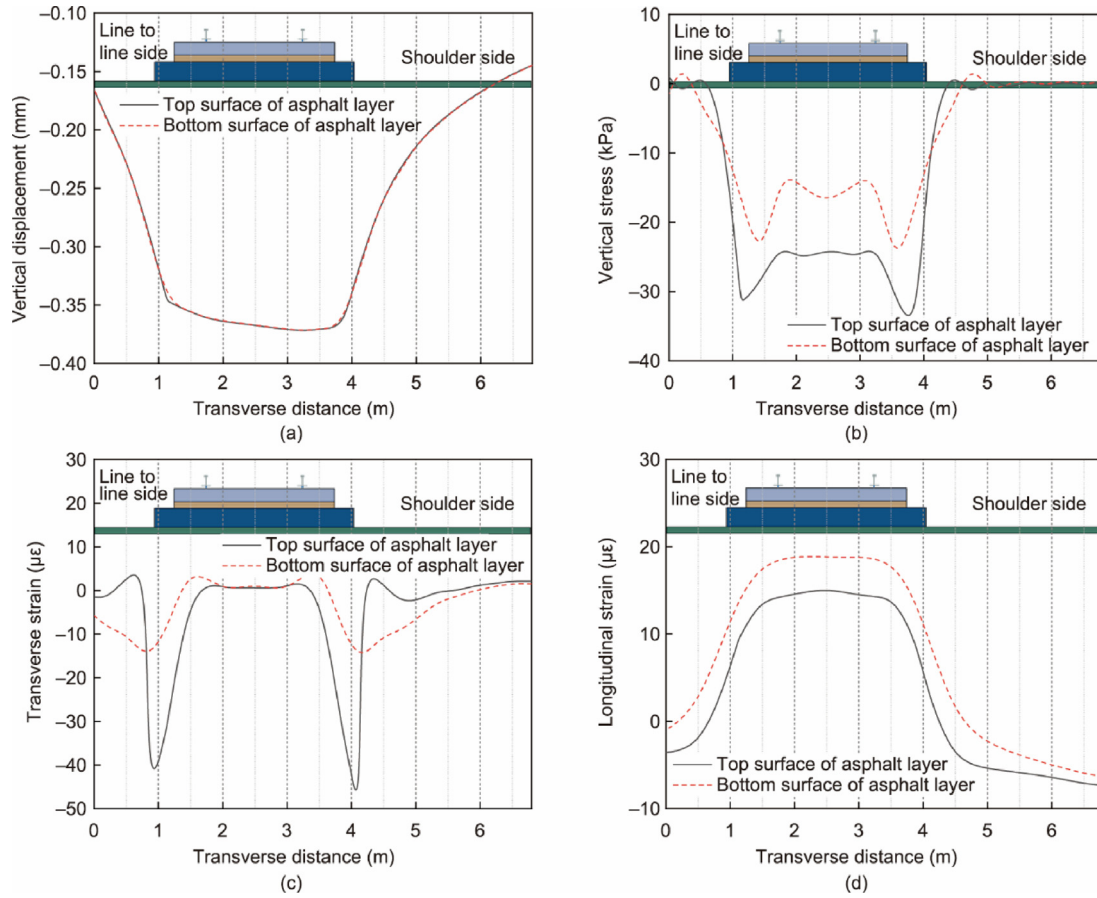 −0.10
−0.15
−0.20
−0.25
−0.30
−0.35
−0.40
Vertical displacement (mm)
Line to
line side
Shoulder side
Top surface of asphalt layer
Bottom surface of asphalt layer
0 1 2 3 4 5 6
Transverse distance (m)
(a)
10
0
−10
−20
−30
−40
Vertical stress (kPa)
Line to
line side
Shoulder side
Top surface of asphalt layer
Bottom surface of asphalt layer
0 1 2 3 4 5 6
Transverse distance (m)
(b)
30
20
10
0
−10
−20
−30
−40
−50
Transverse strain (με)
Line to
line side
Shoulder side
Top surface of asphalt layer
Bottom surface of asphalt layer
0 1 2 3 4 5 6
Transverse distance (m)
(c)
30
20
10
0
−10
Longitudinal strain (με)
Line to
line side
Shoulder side
Top surface of asphalt layer
Bottom surface of asphalt layer
0 1 2 3 4 5 6
Transverse distance (m)
(d)